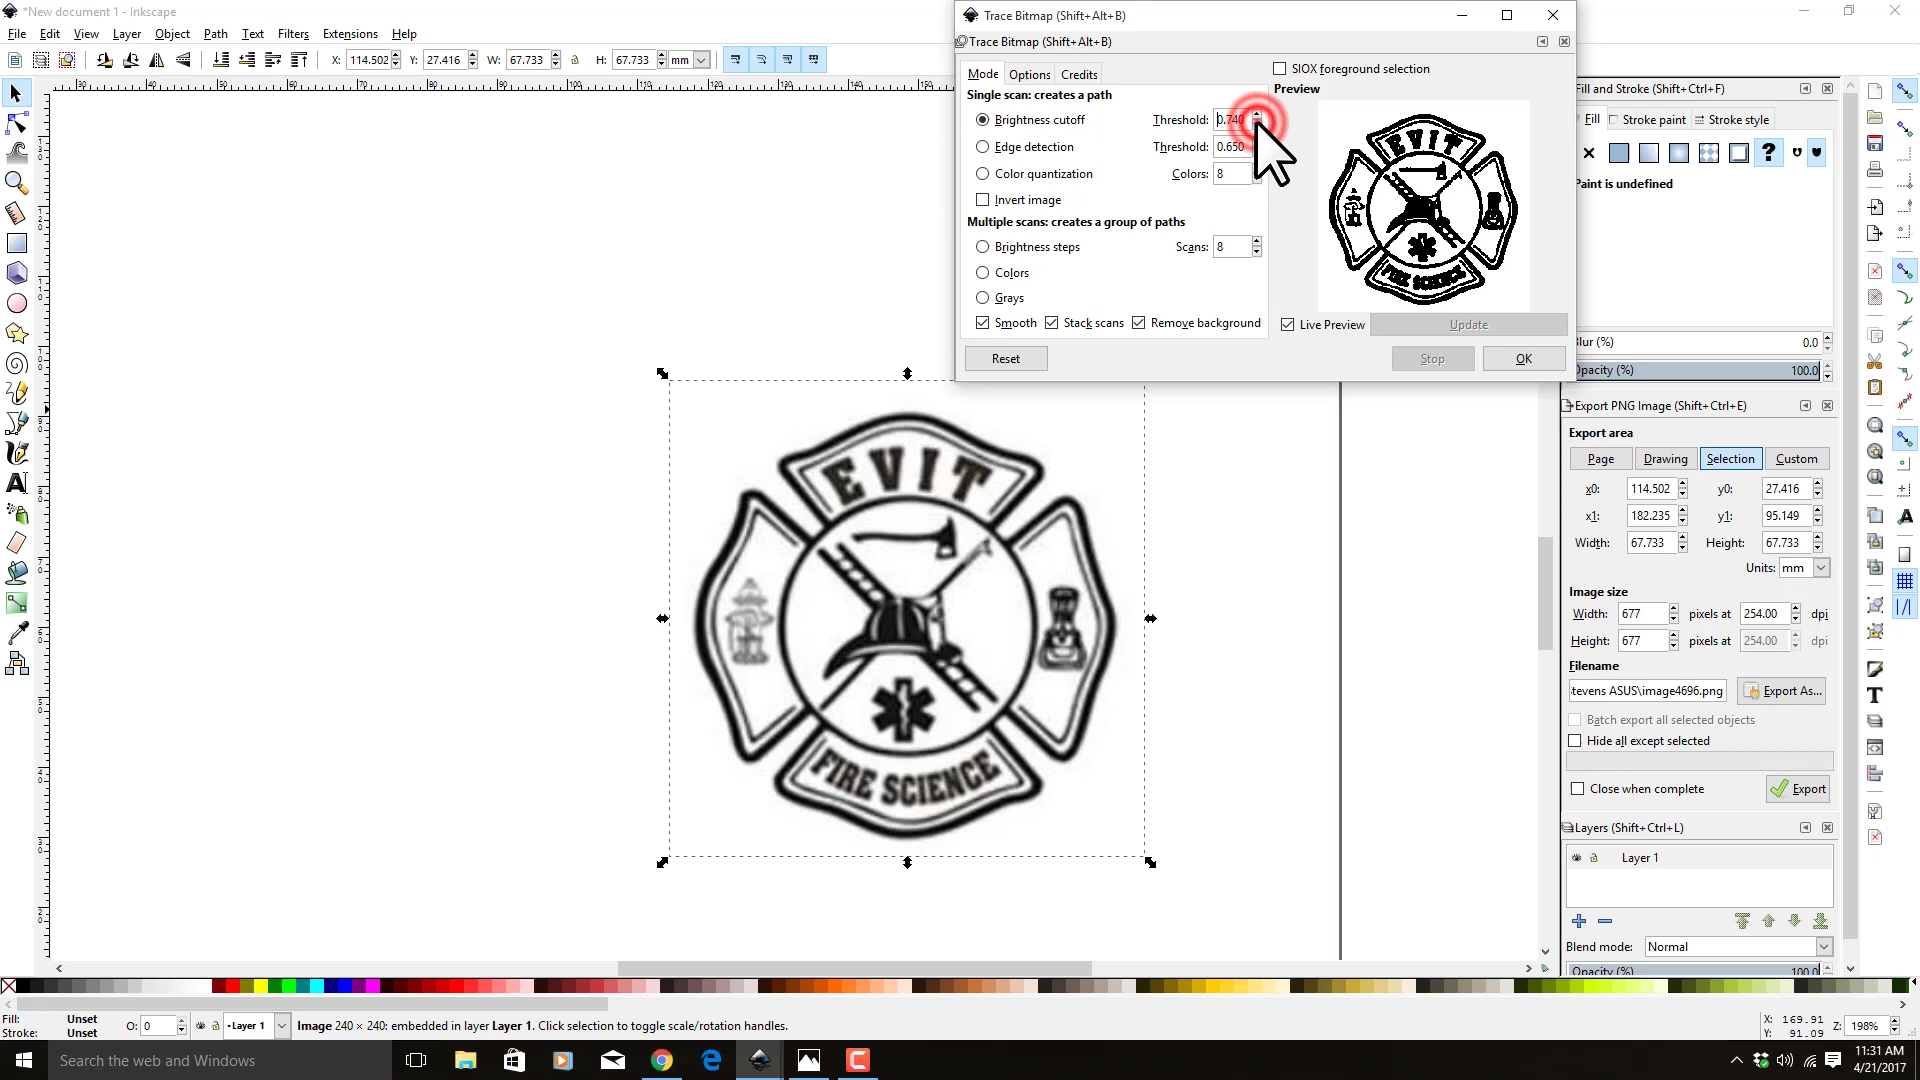 *New document 1 - Inkscape
File Edit View Layer Object Path Text Filters Extensions Help
X: 114.502 Y: 27.416 W: 67.733 H: 67.733 mm
Trace Bitmap (Shift+Alt+B)
Trace Bitmap (Shift+Alt+B)
Mode Options Credits
Single scan: creates a path
Brightness cutoff Threshold: 0.740
Edge detection Threshold: 0.650
Color quantization Colors: 8
Invert image
Multiple scans: creates a group of paths
Brightness steps Scans: 8
Colors
Grays
Smooth Stack scans Remove background
Reset
SIOX foreground selection
Preview
EVIT
FIRE SCIENCE
Live Preview Update
Stop OK
EVIT
FIRE SCIENCE
Fill and Stroke (Shift+Ctrl+F)
Fill Stroke paint Stroke style
?
Paint is undefined
Blur (%) 0.0
Opacity (%) 100.0
Export PNG Image (Shift+Ctrl+E)
Export area
Page Drawing Selection Custom
x0: 114.502 y0: 27.416
x1: 182.235 y1: 95.149
Width: 67.733 Height: 67.733
Units: mm
Image size
Width: 677 pixels at 254.00 dpi
Height: 677 pixels at 254.00 dpi
Filename
tevens ASUS\image4696.png Export As...
Batch export all selected objects
Hide all except selected
Close when complete Export
Layers (Shift+Ctrl+L)
Layer 1
Blend mode: Normal
Opacity (%) 100.0
Fill: Unset
Stroke: Unset
O: 0 Layer 1 Image 240 × 240: embedded in layer Layer 1. Click selection to toggle scale/rotation handles.
X: 169.91
Y: 91.09
Z: 198%
Search the web and Windows
11:31 AM
4/21/2017